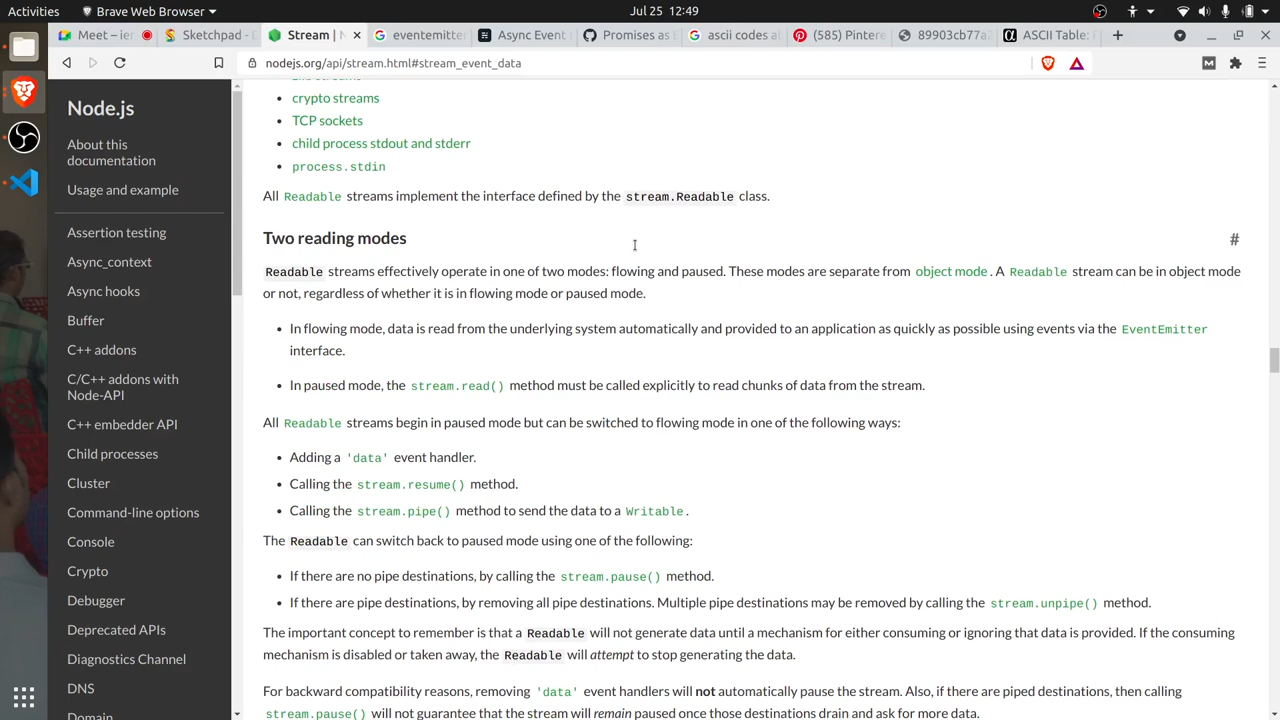 Activities
Brave Web Browser
Jul 25 12:49
Meet – ier
Sketchpad -
Stream | N
eventemitter
Async Event
Promises as E
ascii codes al
(585) Pintere
89903cb77a
ASCII Table:
nodejs.org/api/stream.html#stream_event_data
Node.js
About this
documentation
Usage and example
Assertion testing
Async_context
Async hooks
Buffer
C++ addons
C/C++ addons with
Node-API
C++ embedder API
Child processes
Cluster
Command-line options
Console
Crypto
Debugger
Deprecated APIs
Diagnostics Channel
DNS
Domain
crypto streams
TCP sockets
child process stdout and stderr
process.stdin
All Readable streams implement the interface defined by the stream.Readable class.
Two reading modes
#
Readable streams effectively operate in one of two modes: flowing and paused. These modes are separate from object mode. A Readable stream can be in object mode
or not, regardless of whether it is in flowing mode or paused mode.
In flowing mode, data is read from the underlying system automatically and provided to an application as quickly as possible using events via the EventEmitter
interface.
In paused mode, the stream.read() method must be called explicitly to read chunks of data from the stream.
All Readable streams begin in paused mode but can be switched to flowing mode in one of the following ways:
Adding a 'data' event handler.
Calling the stream.resume() method.
Calling the stream.pipe() method to send the data to a Writable.
The Readable can switch back to paused mode using one of the following:
If there are no pipe destinations, by calling the stream.pause() method.
If there are pipe destinations, by removing all pipe destinations. Multiple pipe destinations may be removed by calling the stream.unpipe() method.
The important concept to remember is that a Readable will not generate data until a mechanism for either consuming or ignoring that data is provided. If the consuming
mechanism is disabled or taken away, the Readable will attempt to stop generating the data.
For backward compatibility reasons, removing 'data' event handlers will not automatically pause the stream. Also, if there are piped destinations, then calling
stream.pause() will not guarantee that the stream will remain paused once those destinations drain and ask for more data.